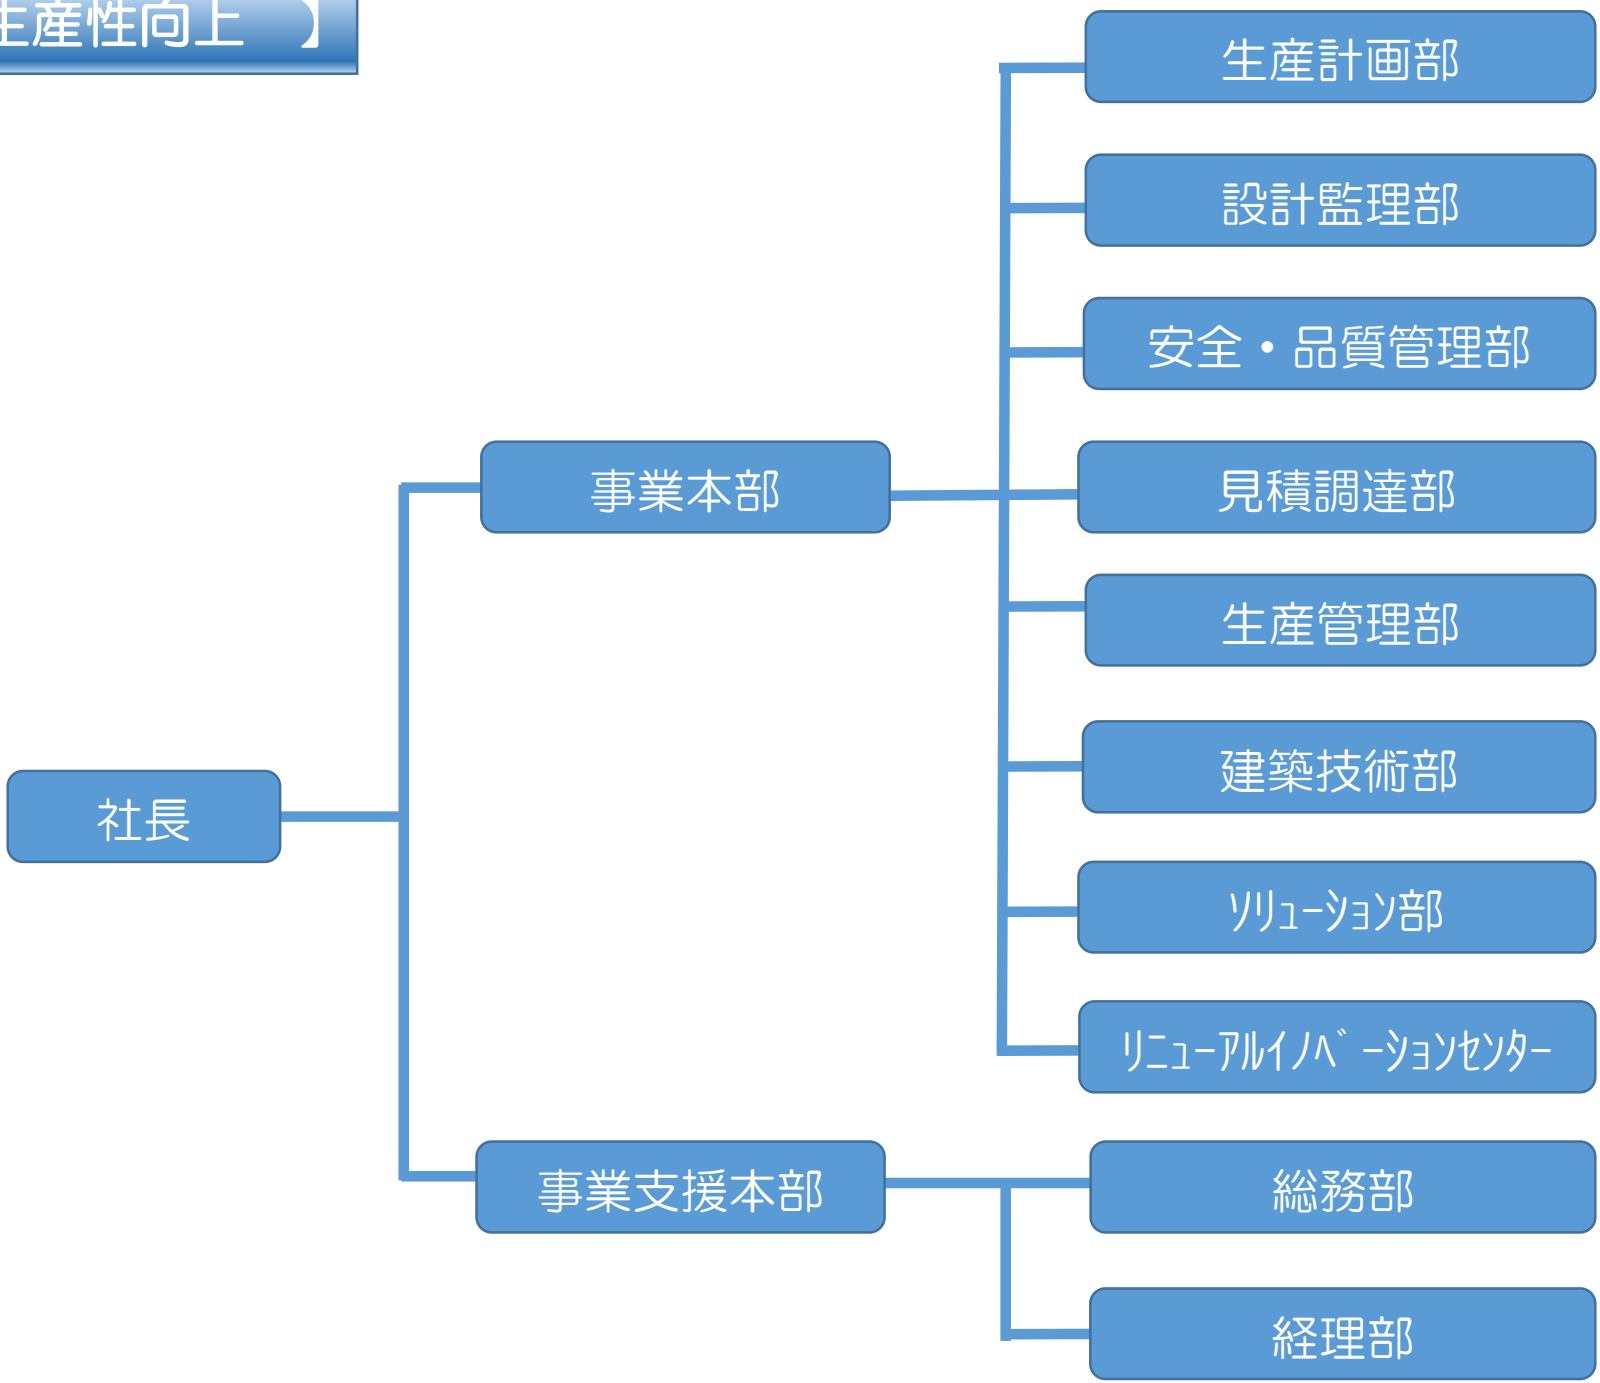 生産性向上　】
生産計画部
設計監理部
安全・品質管理部
事業本部
見積調達部
生産管理部
建築技術部
社長
ｿﾘｭｰｼｮﾝ部
ﾘﾆｭｰｱﾙｲﾉﾍﾞｰｼｮﾝｾﾝﾀｰ
事業支援本部
総務部
経理部